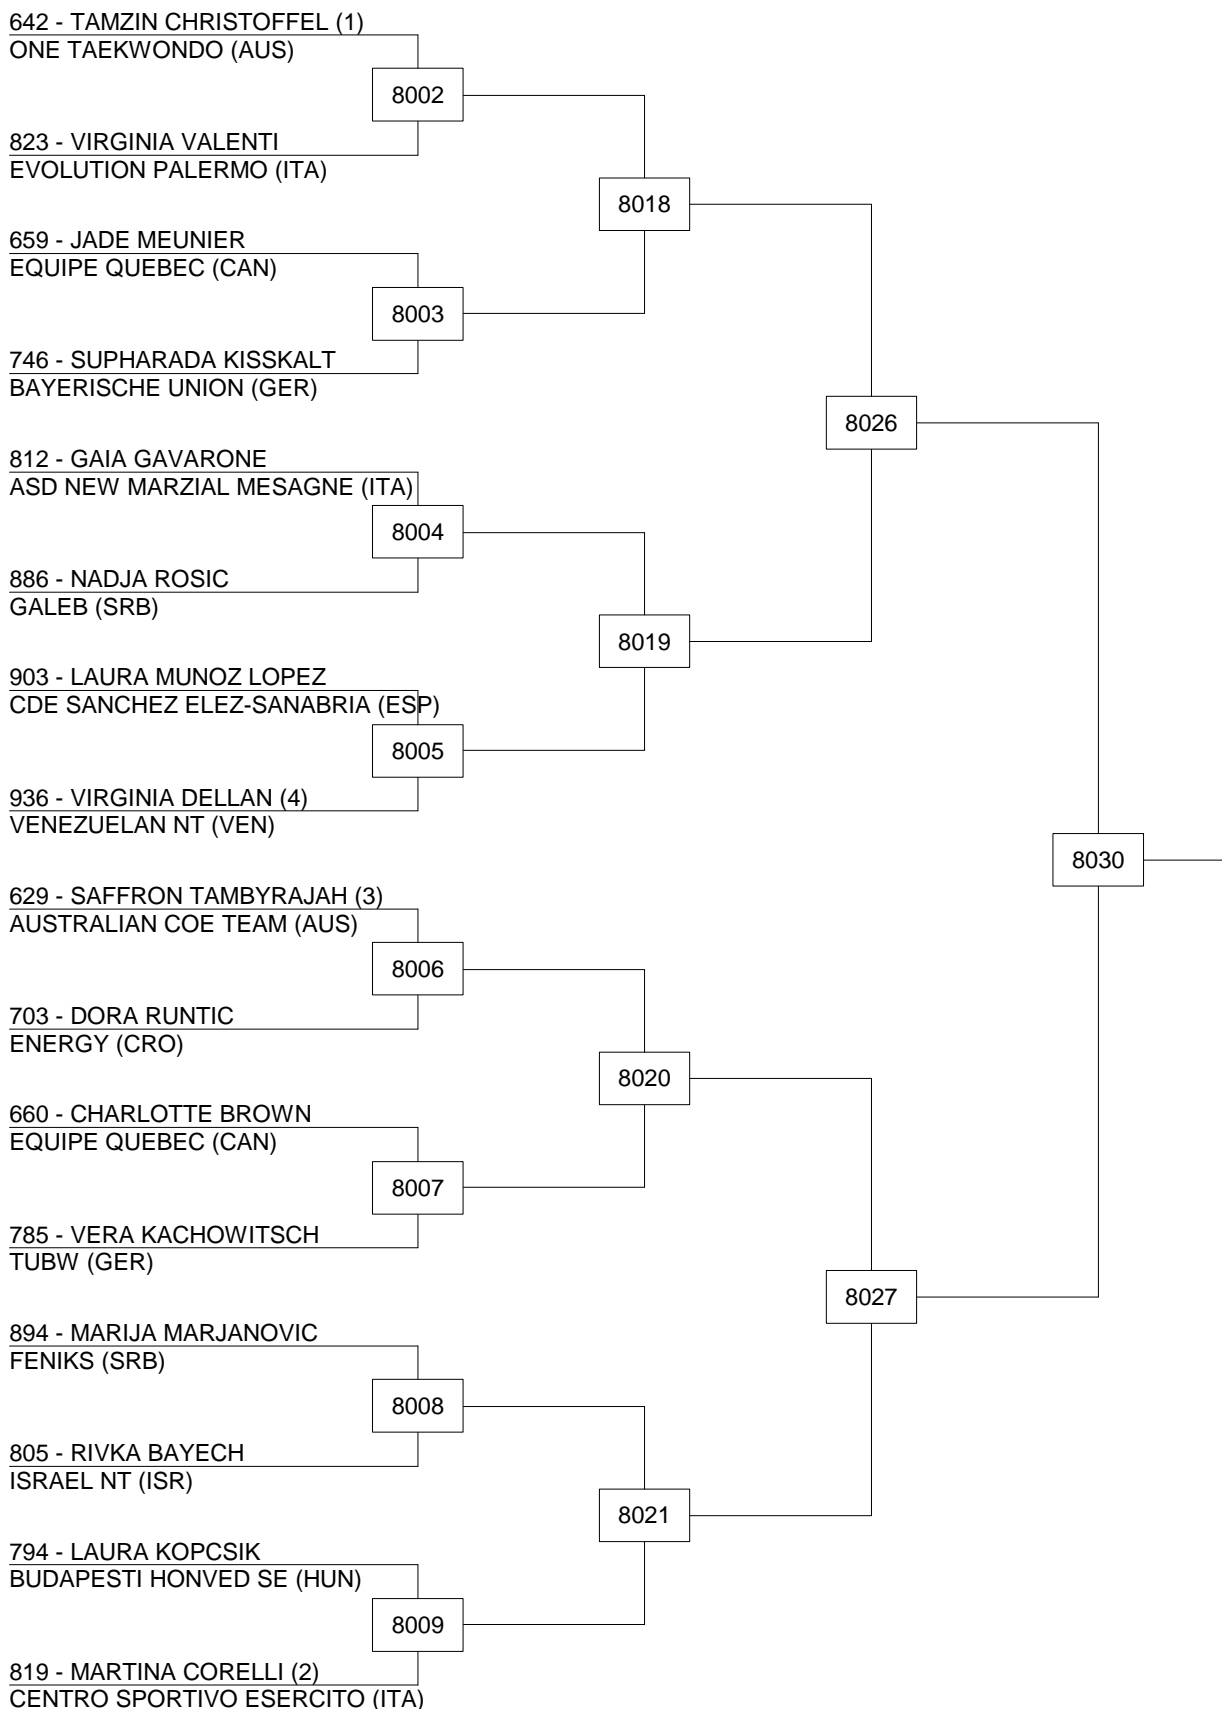 642 - TAMZIN CHRISTOFFEL (1)
ONE TAEKWONDO (AUS)
8002
823 - VIRGINIA VALENTI
EVOLUTION PALERMO (ITA)
8018
659 - JADE MEUNIER
EQUIPE QUEBEC (CAN)
8003
746 - SUPHARADA KISSKALT
BAYERISCHE UNION (GER)
8026
812 - GAIA GAVARONE
ASD NEW MARZIAL MESAGNE (ITA)
8004
886 - NADJA ROSIC
GALEB (SRB)
8019
903 - LAURA MUNOZ LOPEZ
CDE SANCHEZ ELEZ-SANABRIA (ESP)
8005
936 - VIRGINIA DELLAN (4)
VENEZUELAN NT (VEN)
8030
629 - SAFFRON TAMBYRAJAH (3)
AUSTRALIAN COE TEAM (AUS)
8006
703 - DORA RUNTIC
ENERGY (CRO)
8020
660 - CHARLOTTE BROWN
EQUIPE QUEBEC (CAN)
8007
785 - VERA KACHOWITSCH
TUBW (GER)
8027
894 - MARIJA MARJANOVIC
FENIKS (SRB)
8008
805 - RIVKA BAYECH
ISRAEL NT (ISR)
8021
794 - LAURA KOPCSIK
BUDAPESTI HONVED SE (HUN)
8009
819 - MARTINA CORELLI (2)
CENTRO SPORTIVO ESERCITO (ITA)